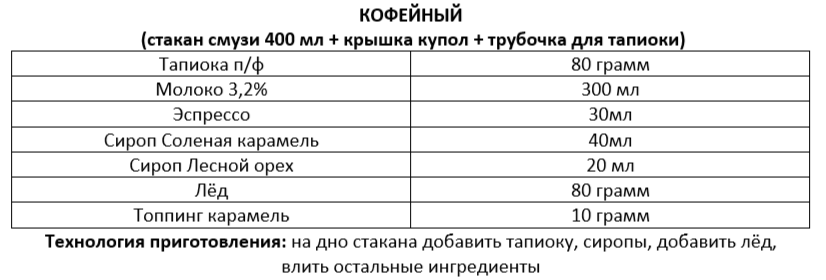 КОФЕЙНЫЙ
(стакан смузи 400 мл + крышка купол + трубочка для тапиоки)
Тапиока п/ф 80 грамм
Молоко 3,2% 300 мл
Эспрессо 30мл
Сироп Соленая карамель 40мл
Сироп Лесной орех 20 мл
Лёд 80 грамм
Топпинг карамель 10 грамм
Технология приготовления: на дно стакана добавить тапиоку, сиропы, добавить лёд,
влить остальные ингредиенты